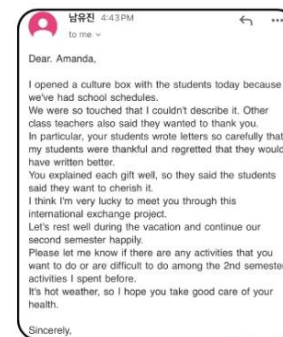 남유진 4:43 PM
to me
Dear. Amanda,
I opened a culture box with the students today because
we've had school schedules.
We were so touched that I couldn't describe it. Other
class teachers also said they wanted to thank you.
In particular, your students wrote letters so carefully that
my students were thankful and regretted that they would
have written better.
You explained each gift well, so they said the students
said they want to cherish it.
I think I'm very lucky to meet you through this
international exchange project.
Let's rest well during the vacation and continue our
second semester happily.
Please let me know if there are any activities that you
want to do or are difficult to do among the 2nd semester
activities I spent before.
It's hot weather, so I hope you take good care of your
health.
Sincerely,